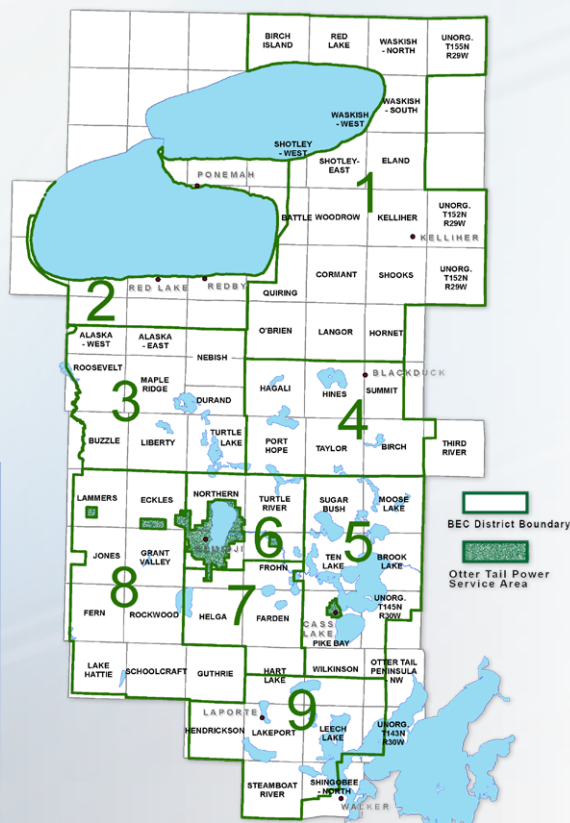 BIRCH
ISLAND
RED
LAKE
WASKISH
- NORTH
UNORG.
T155N
R29W
WASKISH
- SOUTH
WASKISH
- WEST
SHOTLEY
- WEST
SHOTLEY-
EAST
ELAND
1
PONEMAH
BATTLE
WOODROW
KELLIHER
UNORG.
T152N
R29W
KELLIHER
CORMANT
SHOOKS
UNORG.
T152N
R29W
RED LAKE
REDBY
QUIRING
2
O'BRIEN
LANGOR
HORNET
ALASKA
- WEST
ALASKA
- EAST
NEBISH
ROOSEVELT
MAPLE
RIDGE
3
DURAND
HAGALI
HINES
SUMMIT
BLACKDUCK
4
BUZZLE
LIBERTY
TURTLE
LAKE
PORT
HOPE
TAYLOR
BIRCH
THIRD
RIVER
LAMMERS
ECKLES
NORTHERN
TURTLE
RIVER
SUGAR
BUSH
MOOSE
LAKE
BEC District Boundary
6
5
JONES
GRANT
VALLEY
FROHN
TEN
LAKE
BROOK
LAKE
Otter Tail Power
Service Area
8
7
FERN
ROCKWOOD
HELGA
FARDEN
CASS
LAKE
PIKE BAY
UNORG.
T145N
R30W
LAKE
HATTIE
SCHOOLCRAFT
GUTHRIE
HART
LAKE
WILKINSON
OTTER TAIL
PENINSULA
NW
9
LAPORTE
HENDRICKSON
LAKEPORT
LEECH
LAKE
UNORG.
T143N
R30W
STEAMBOAT
RIVER
SHINGOBEE
- NORTH
WALKER